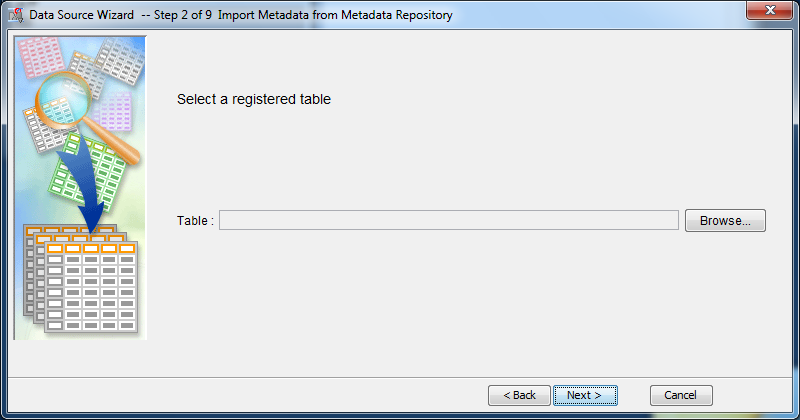 Data Source Wizard -- Step 2 of 9 Import Metadata from Metadata Repository
Select a registered table
Table :
Browse...
< Back
Next >
Cancel